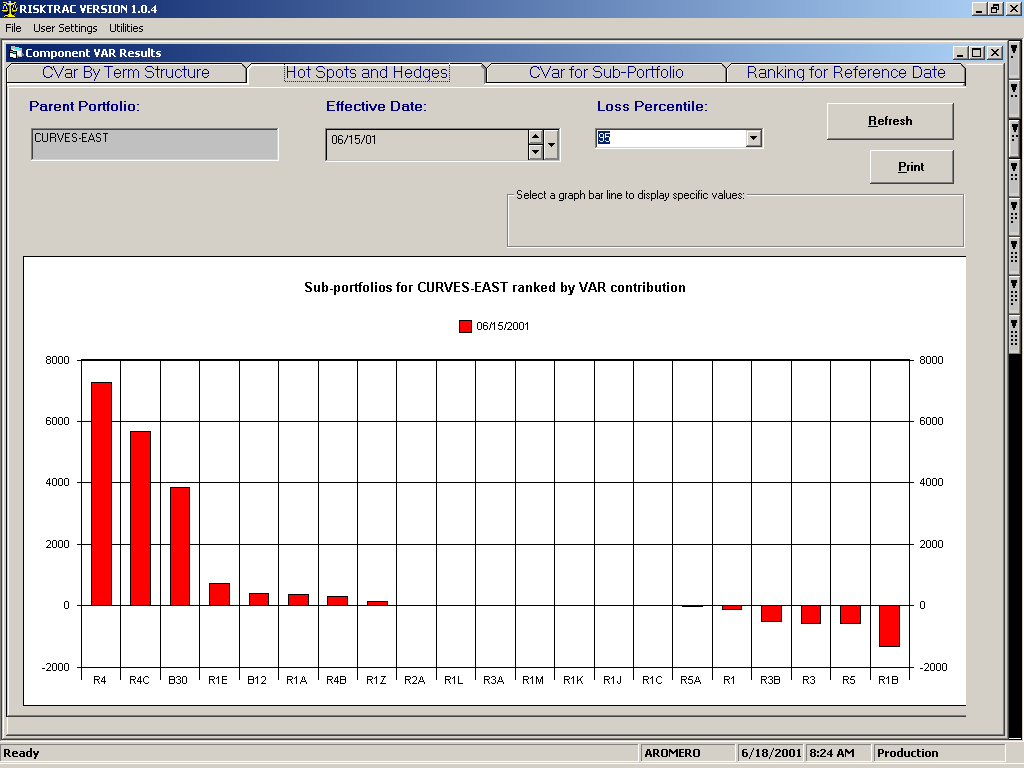 RISKTRAC VERSION 1.0.4
File User Settings Utilities
Component VAR Results
CVar By Term Structure Hot Spots and Hedges CVar for Sub-Portfolio Ranking for Reference Date
Parent Portfolio: Effective Date: Loss Percentile:
CURVES-EAST 06/15/01 95
Refresh
Print
Select a graph bar line to display specific values:
Sub-portfolios for CURVES-EAST ranked by VAR contribution
06/15/2001
8000 8000
6000 6000
4000 4000
2000 2000
0 0
-2000 -2000
R4 R4C B30 R1E B12 R1A R4B R1Z R2A R1L R3A R1M R1K R1J R1C R5A R1 R3B R3 R5 R1B
Ready AROMERO 6/18/2001 8:24 AM Production